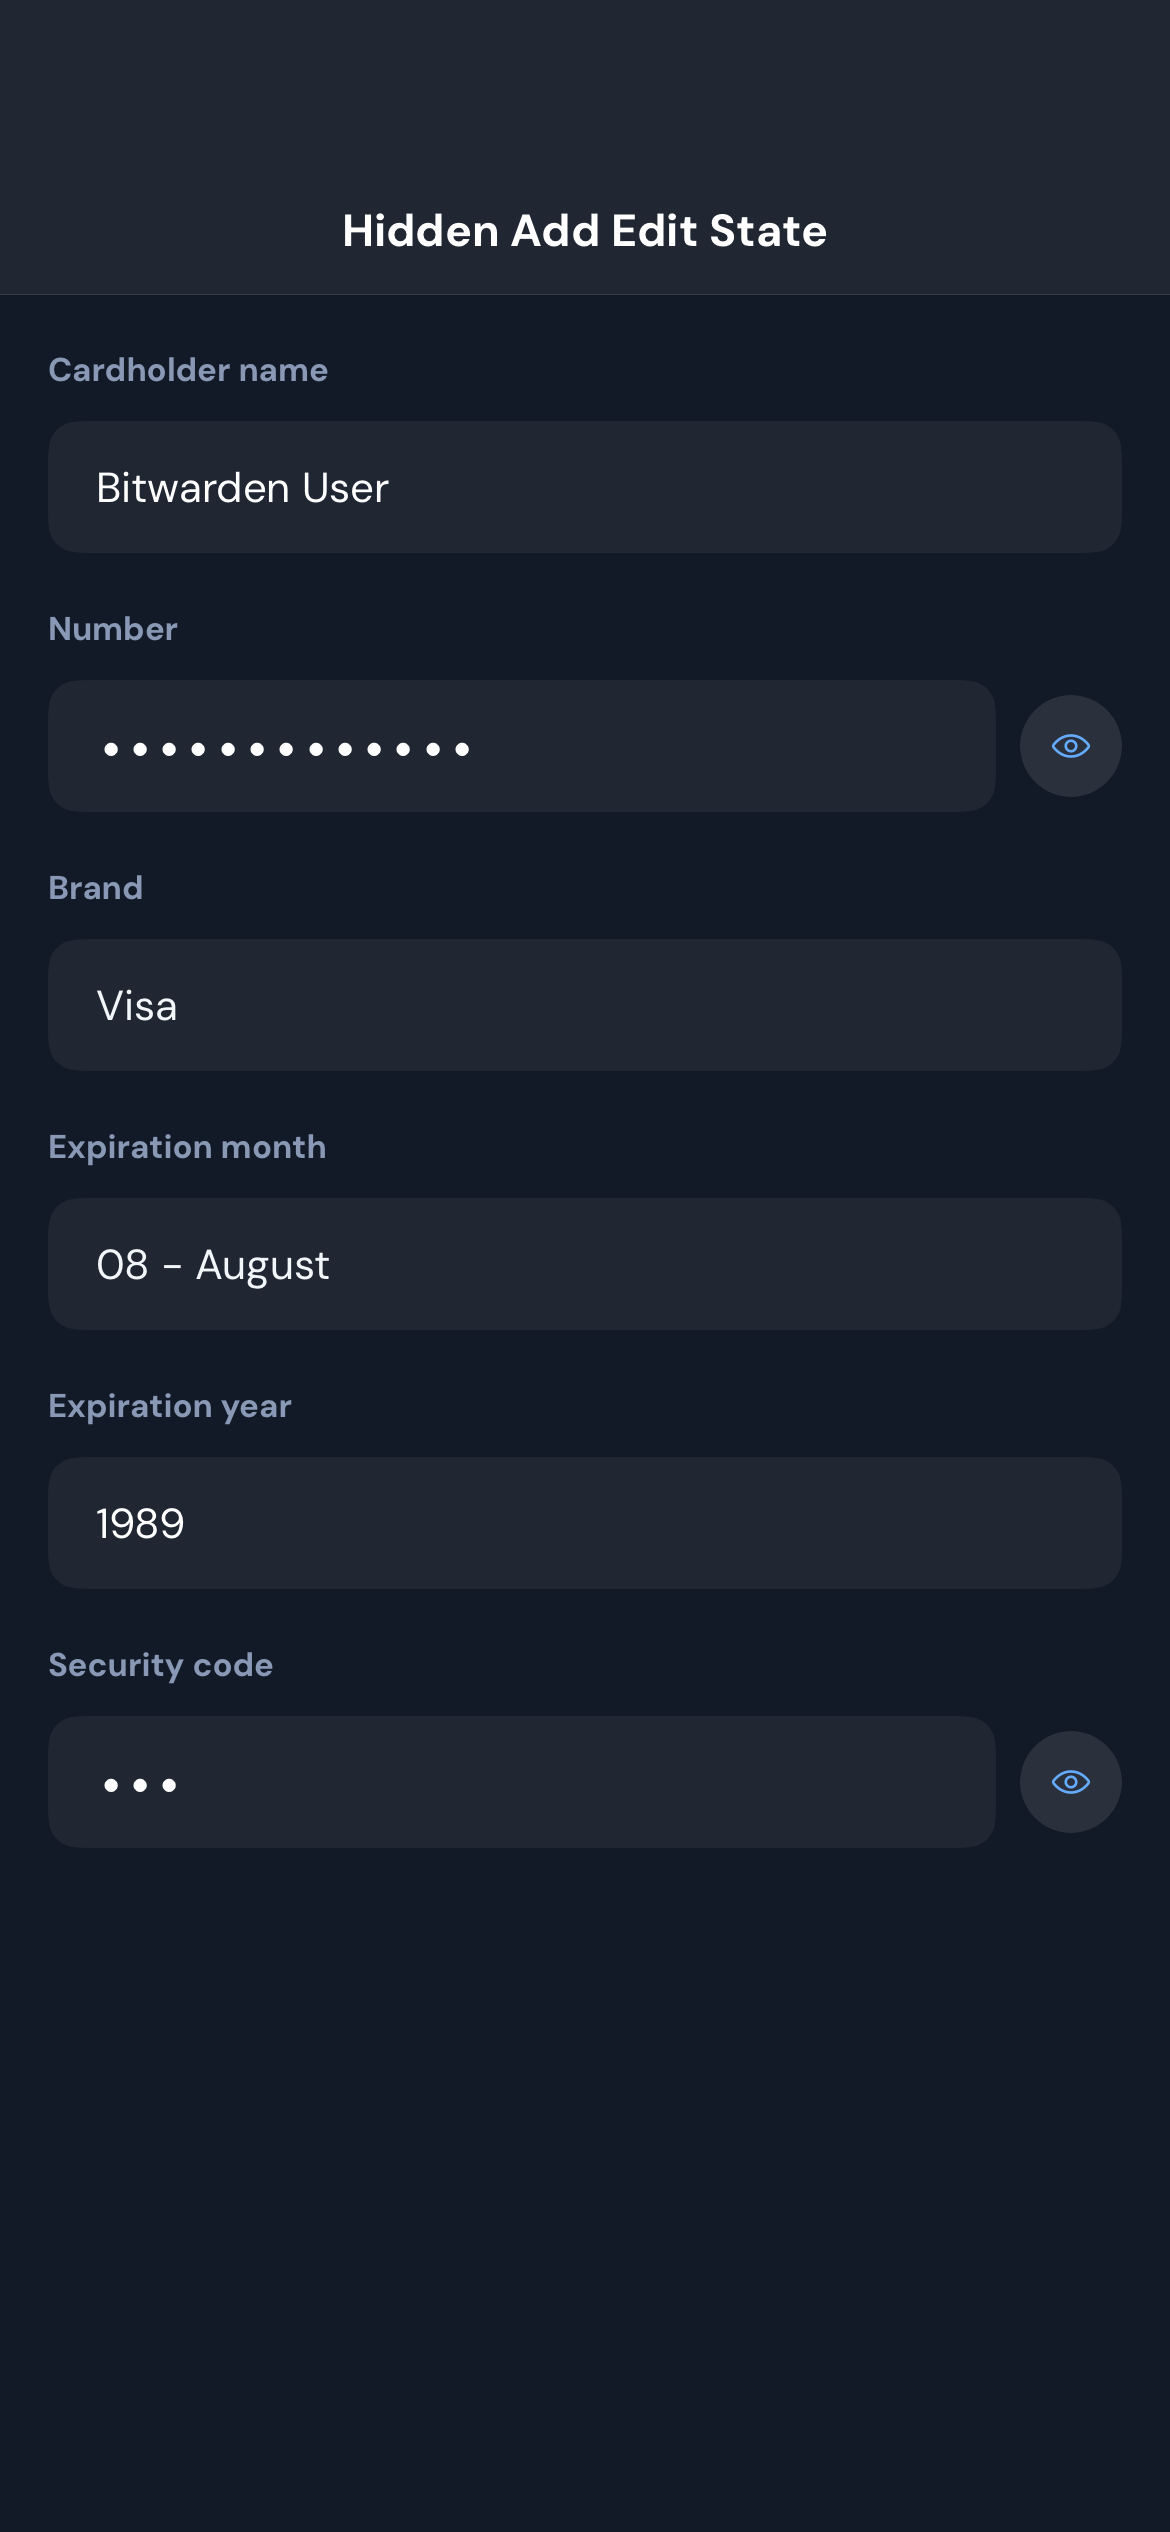 Hidden Add Edit State
Cardholder name
Bitwarden User
Number
•••••••••••••
Brand
Visa
Expiration month
08 - August
Expiration year
1989
Security code
•••